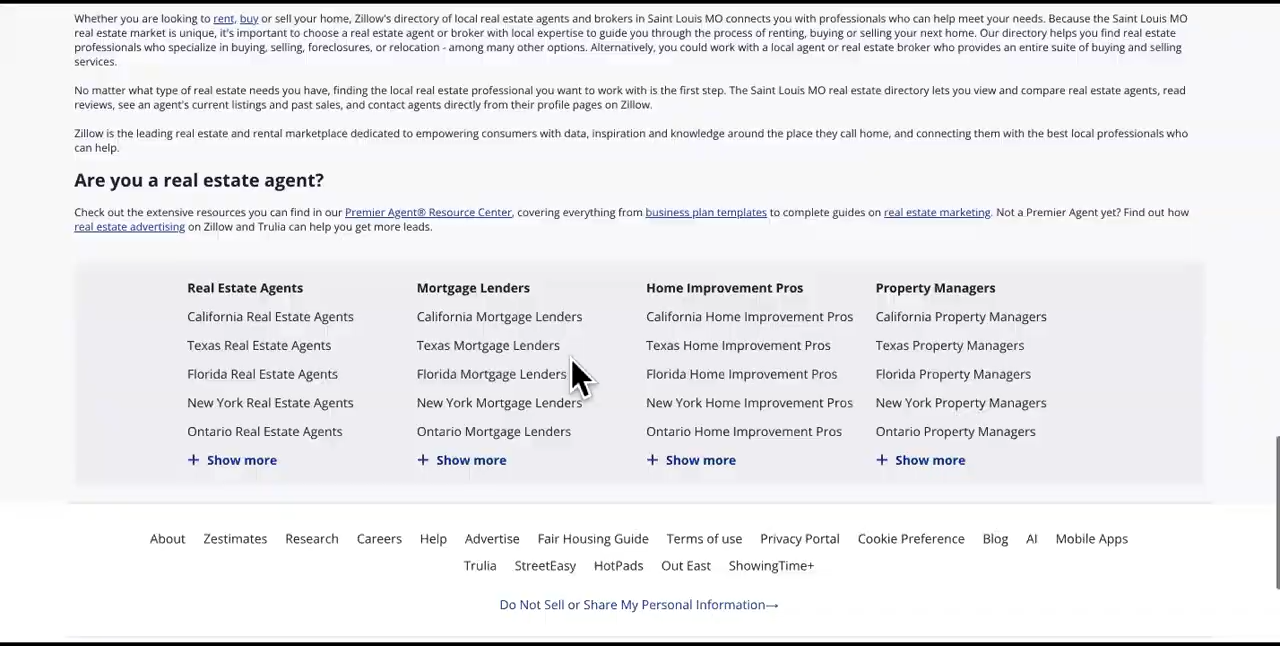 Whether you are looking to rent, buy or sell your home, Zillow's directory of local real estate agents and brokers in Saint Louis MO connects you with professionals who can help meet your needs. Because the Saint Louis MO
real estate market is unique, it's important to choose a real estate agent or broker with local expertise to guide you through the process of renting, buying or selling your next home. Our directory helps you find real estate
professionals who specialize in buying, selling, foreclosures, or relocation - among many other options. Alternatively, you could work with a local agent or real estate broker who provides an entire suite of buying and selling
services.
No matter what type of real estate needs you have, finding the local real estate professional you want to work with is the first step. The Saint Louis MO real estate directory lets you view and compare real estate agents, read
reviews, see an agent's current listings and past sales, and contact agents directly from their profile pages on Zillow.
Zillow is the leading real estate and rental marketplace dedicated to empowering consumers with data, inspiration and knowledge around the place they call home, and connecting them with the best local professionals who
can help.
Are you a real estate agent?
Check out the extensive resources you can find in our Premier Agent® Resource Center, covering everything from business plan templates to complete guides on real estate marketing. Not a Premier Agent yet? Find out how
real estate advertising on Zillow and Trulia can help you get more leads.
Real Estate Agents Mortgage Lenders Home Improvement Pros Property Managers
California Real Estate Agents California Mortgage Lenders California Home Improvement Pros California Property Managers
Texas Real Estate Agents Texas Mortgage Lenders Texas Home Improvement Pros Texas Property Managers
Florida Real Estate Agents Florida Mortgage Lenders Florida Home Improvement Pros Florida Property Managers
New York Real Estate Agents New York Mortgage Lenders New York Home Improvement Pros New York Property Managers
Ontario Real Estate Agents Ontario Mortgage Lenders Ontario Home Improvement Pros Ontario Property Managers
+ Show more + Show more + Show more + Show more
About Zestimates Research Careers Help Advertise Fair Housing Guide Terms of use Privacy Portal Cookie Preference Blog AI Mobile Apps
Trulia StreetEasy HotPads Out East ShowingTime+
Do Not Sell or Share My Personal Information→